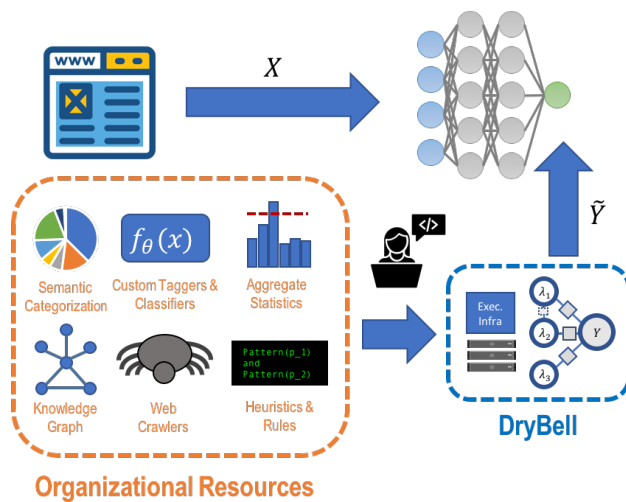 www
X
Ỹ
Semantic
Categorization
f_θ(x)
Custom Taggers &
Classifiers
Aggregate
Statistics
</>
Knowledge
Graph
Web
Crawlers
Pattern(p_1)
and
Pattern(p_2)
Heuristics &
Rules
Organizational Resources
Exec.
Infra
λ₁
λ₂
λ₃
Y
DryBell